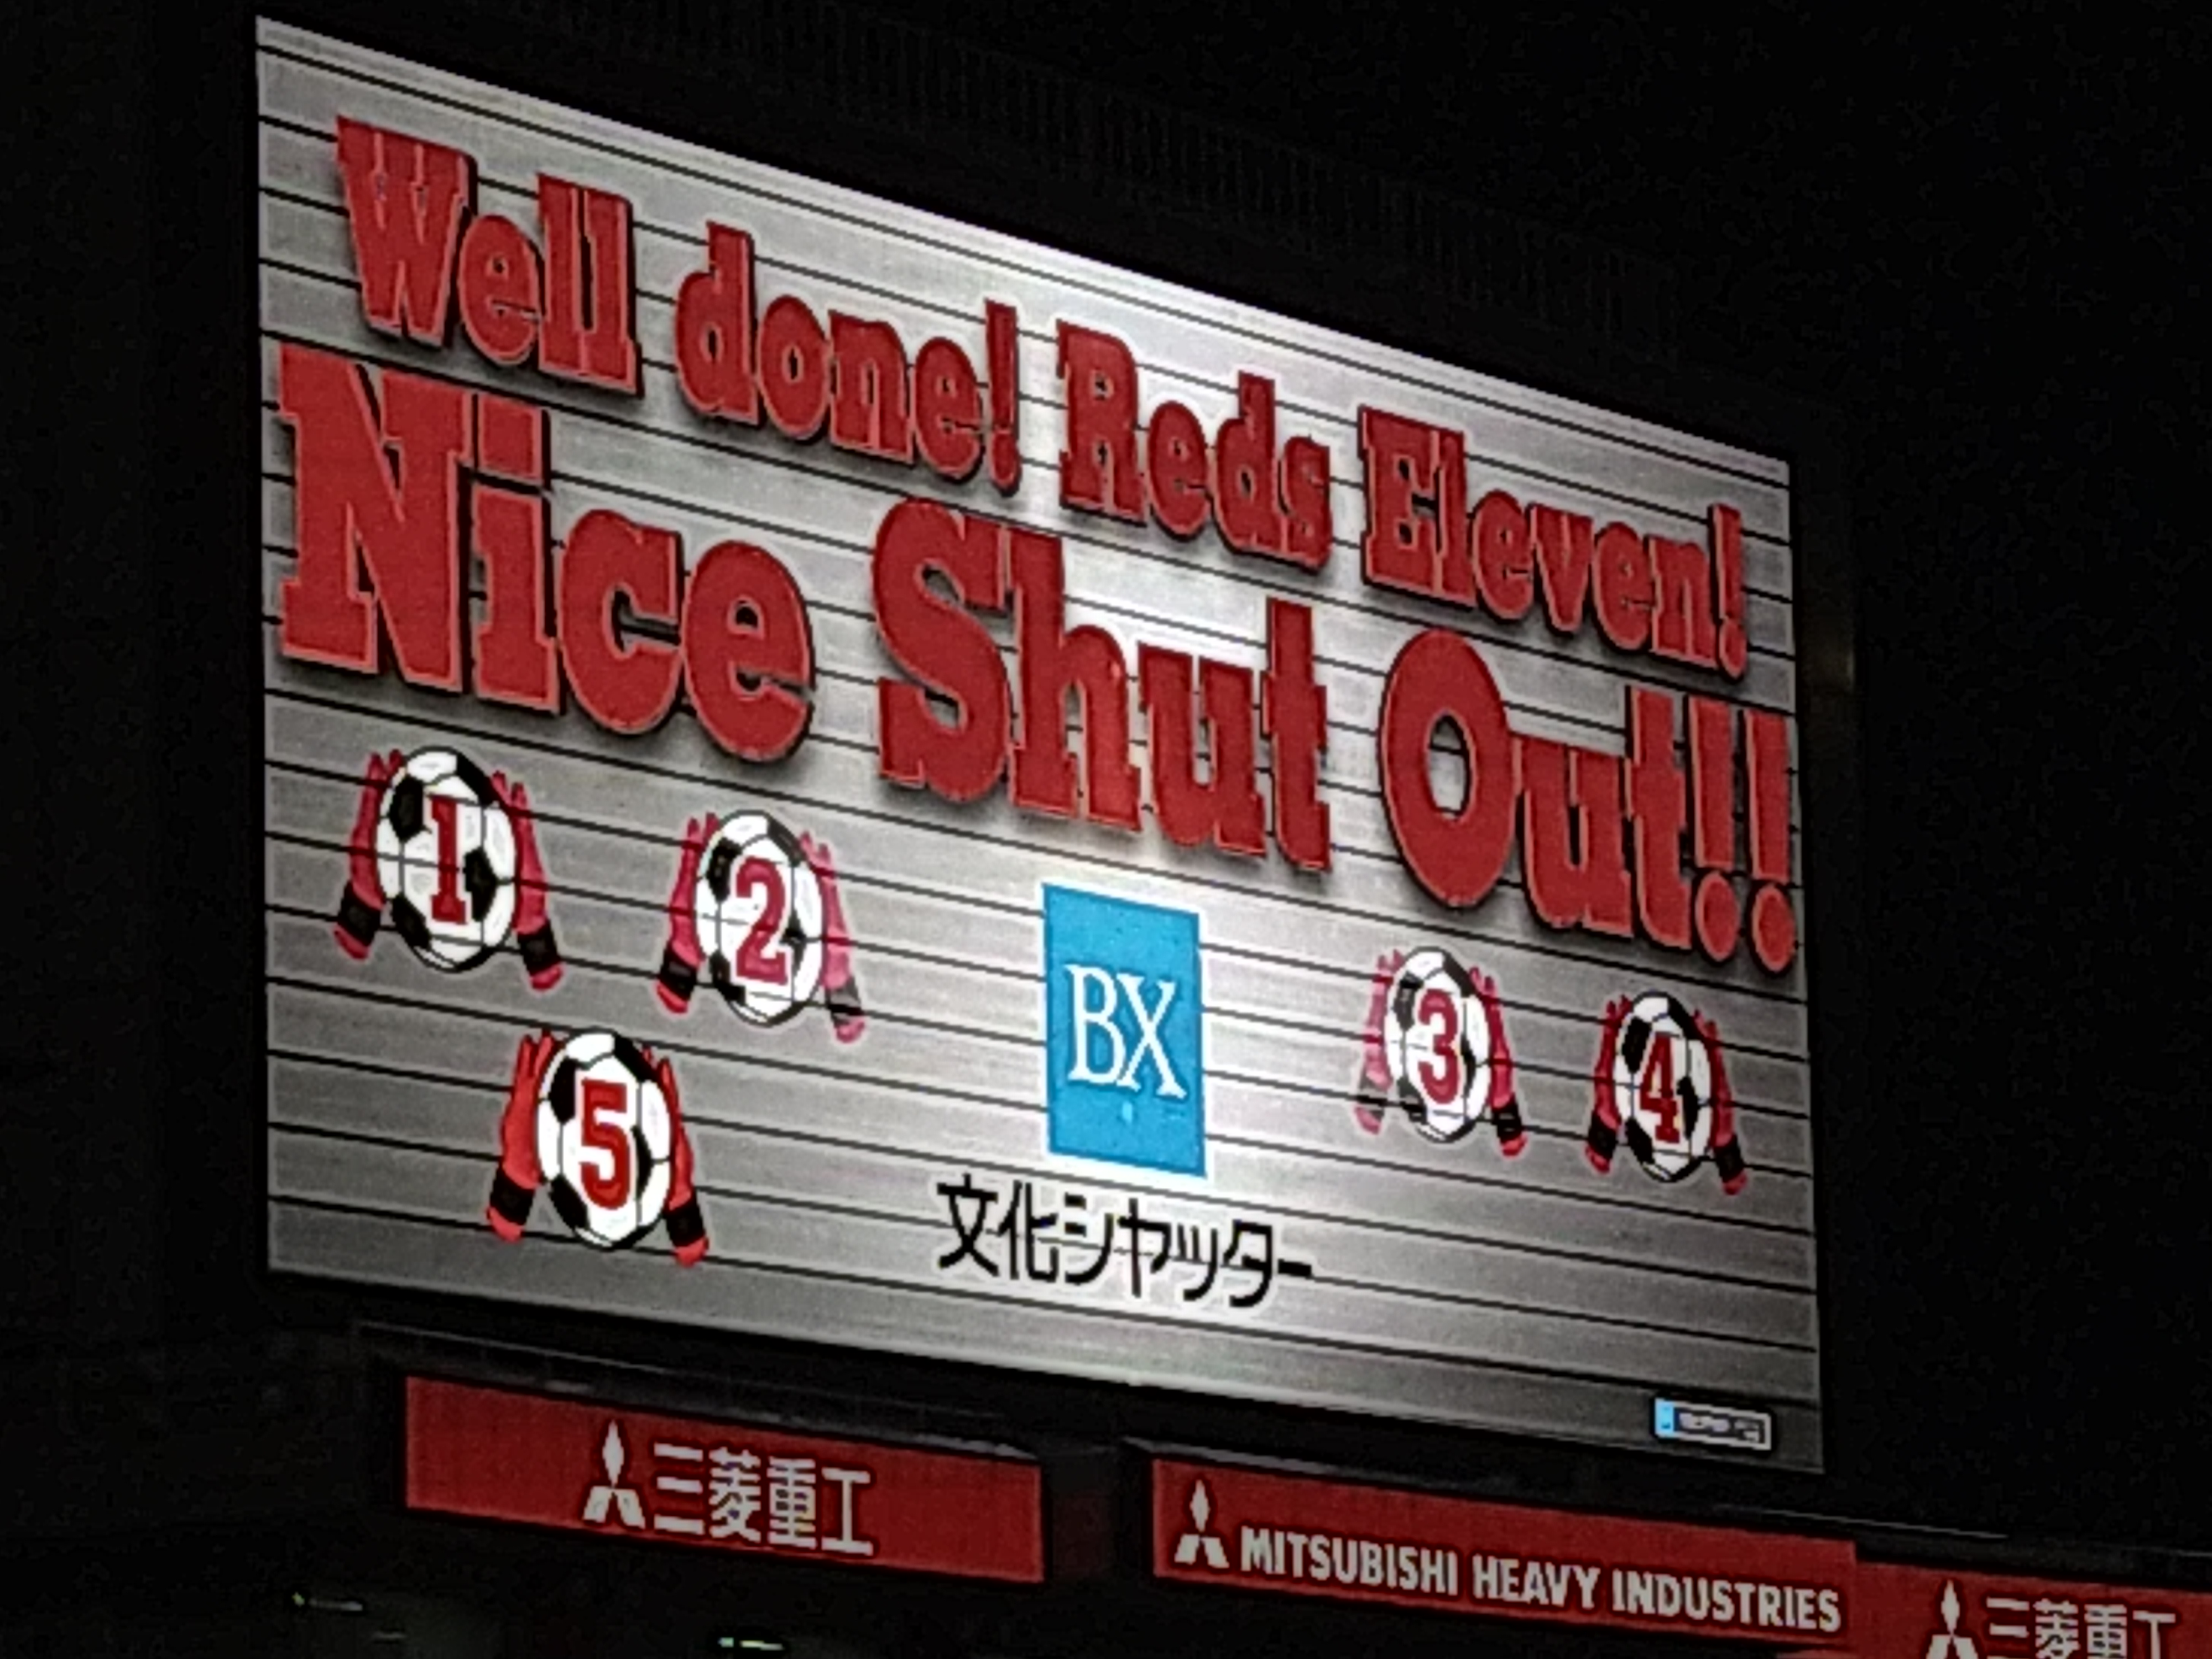 Well done! Reds Eleven!
Nice Shut Out!!
1
2
3
4
5
BX
文化シヤッター
三菱重工
MITSUBISHI HEAVY INDUSTRIES
三菱重工